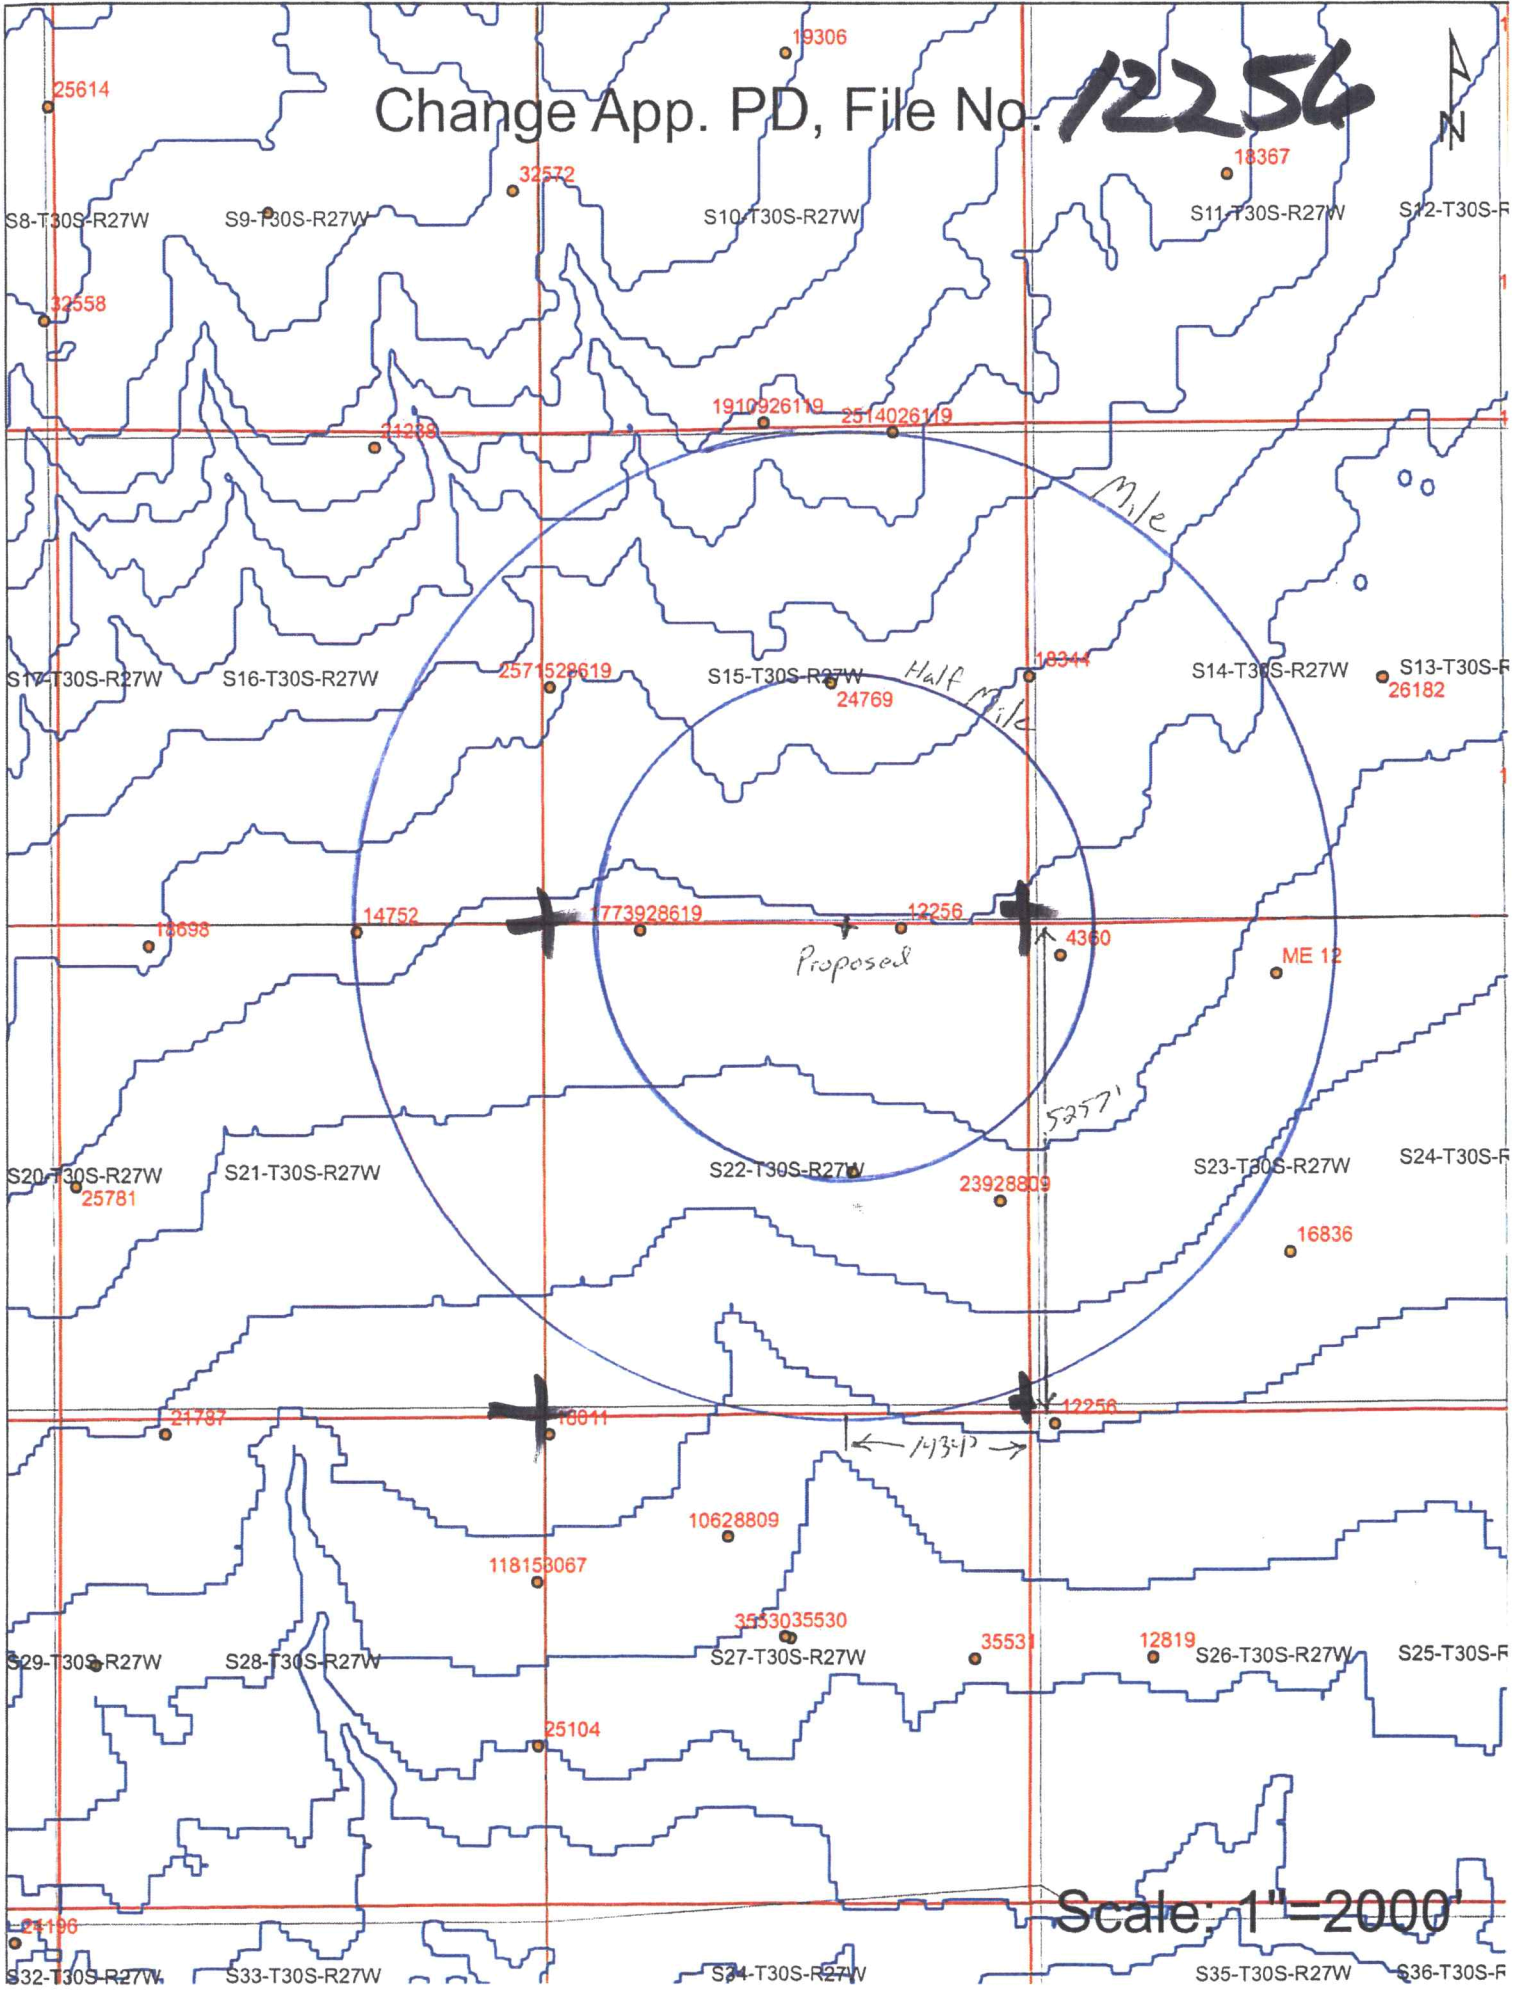 19306
25614
Change App. PD, File No. 12256
N
18367
32572
S8-T30S-R27W S9-T30S-R27W S10-T30S-R27W S11-T30S-R27W S12-T30S-R
32558
1910926119 2514026119
21238
Mile
2571528619 18344
S17-T30S-R27W S16-T30S-R27W S15-T30S-R27W Half Mile S14-T30S-R27W S13-T30S-R
24769 26182
14752 1773928619 12256
18698 4360
Proposed ME 12
5257'
S20-T30S-R27W S21-T30S-R27W S22-T30S-R27W S23-T30S-R27W S24-T30S-R
25781 23928809
16836
21787 12256
10628809
118153067
3553035530 35531 12819
S29-T30S-R27W S28-T30S-R27W S27-T30S-R27W S26-T30S-R27W S25-T30S-R
25104
Scale; 1"=2000'
24196
S32-T30S-R27W S33-T30S-R27W S34-T30S-R27W S35-T30S-R27W S36-T30S-R